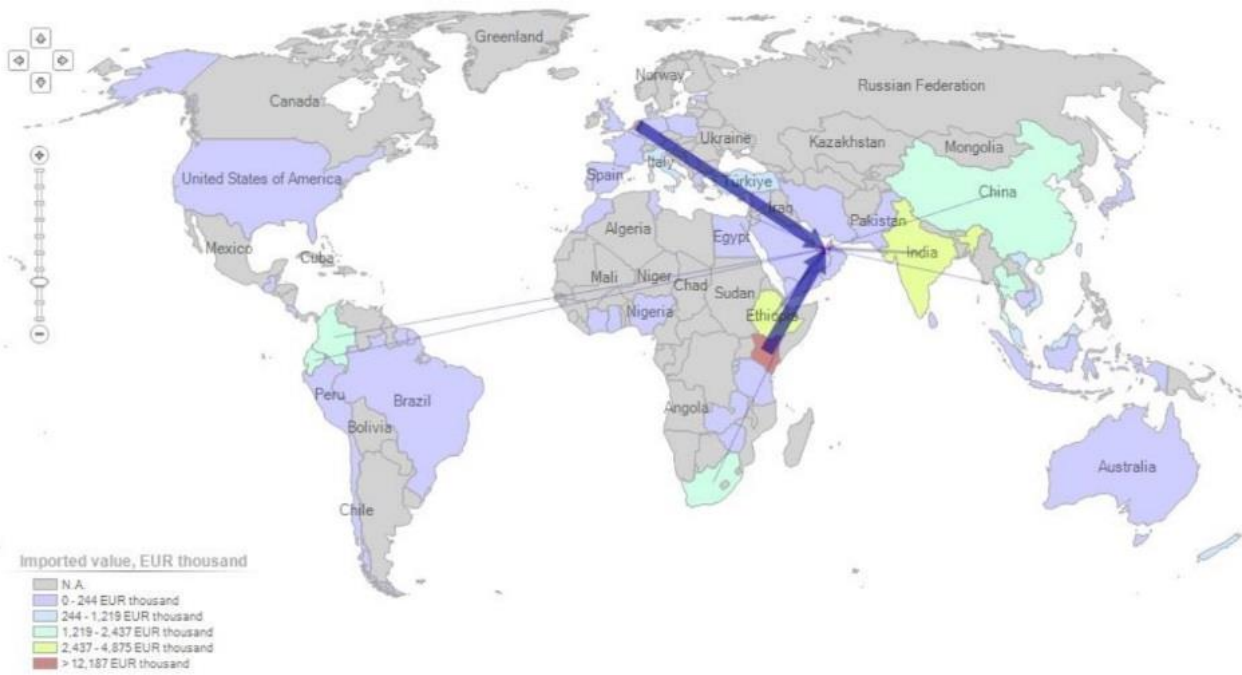 Greenland
Norway
Russian Federation
Canada
Ukraine
Kazakhstan
Mongolia
Italy
Spain
Türkiye
United States of America
China
Iran
Pakistan
Algeria
Egypt
Mexico
India
Cuba
Mali
Niger
Chad
Sudan
Nigeria
Ethiopia
Peru
Brazil
Angola
Bolivia
Australia
Chile
Imported value, EUR thousand
N.A.
0 - 244 EUR thousand
244 - 1,219 EUR thousand
1,219 - 2,437 EUR thousand
2,437 - 4,875 EUR thousand
> 12,187 EUR thousand